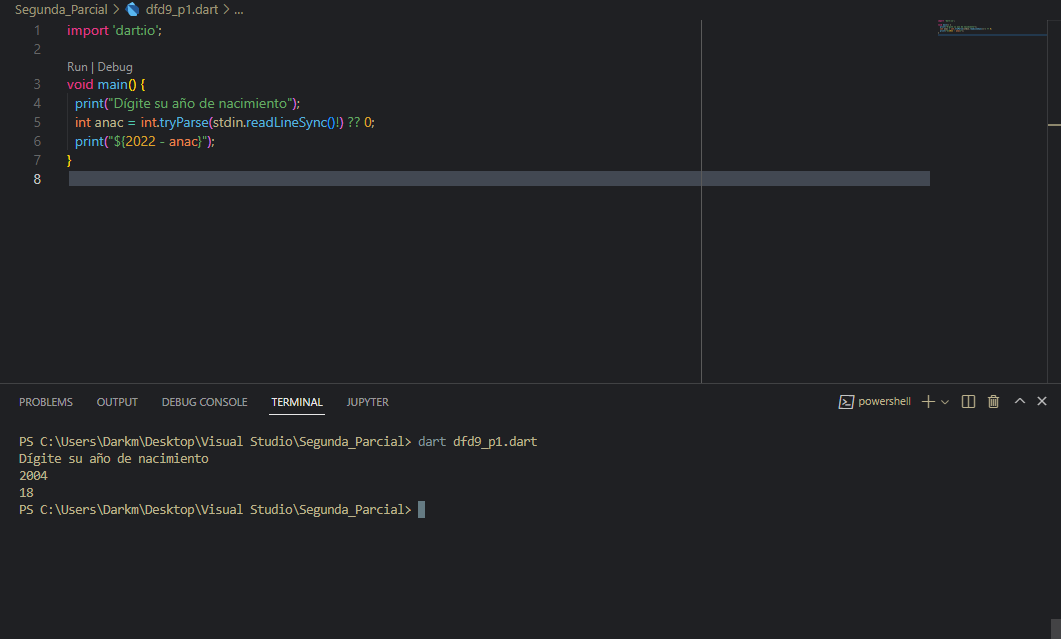 Segunda_Parcial > dfd9_p1.dart > ...
1 import 'dart:io';
2
Run | Debug
3 void main() {
4 print("Dígite su año de nacimiento");
5 int anac = int.tryParse(stdin.readLineSync()!) ?? 0;
6 print("${2022 - anac}");
7 }
8
PROBLEMS OUTPUT DEBUG CONSOLE TERMINAL JUPYTER powershell
PS C:\Users\Darkm\Desktop\Visual Studio\Segunda_Parcial> dart dfd9_p1.dart
Dígite su año de nacimiento
2004
18
PS C:\Users\Darkm\Desktop\Visual Studio\Segunda_Parcial>